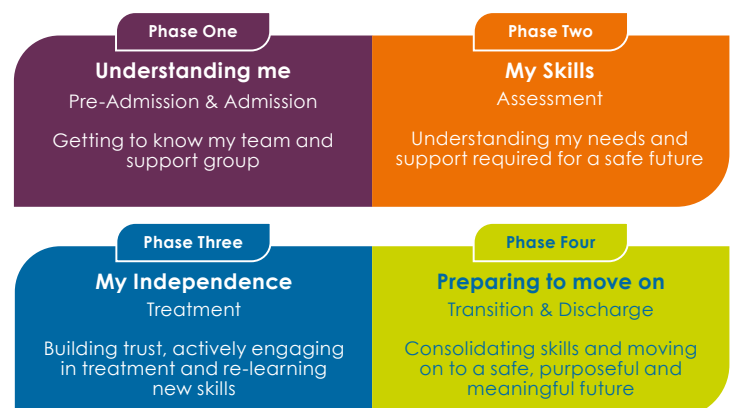 Phase One
Understanding me
Pre-Admission & Admission
Getting to know my team and
support group
Phase Two
My Skills
Assessment
Understanding my needs and
support required for a safe future
Phase Three
My Independence
Treatment
Building trust, actively engaging
in treatment and re-learning
new skills
Phase Four
Preparing to move on
Transition & Discharge
Consolidating skills and moving
on to a safe, purposeful and
meaningful future